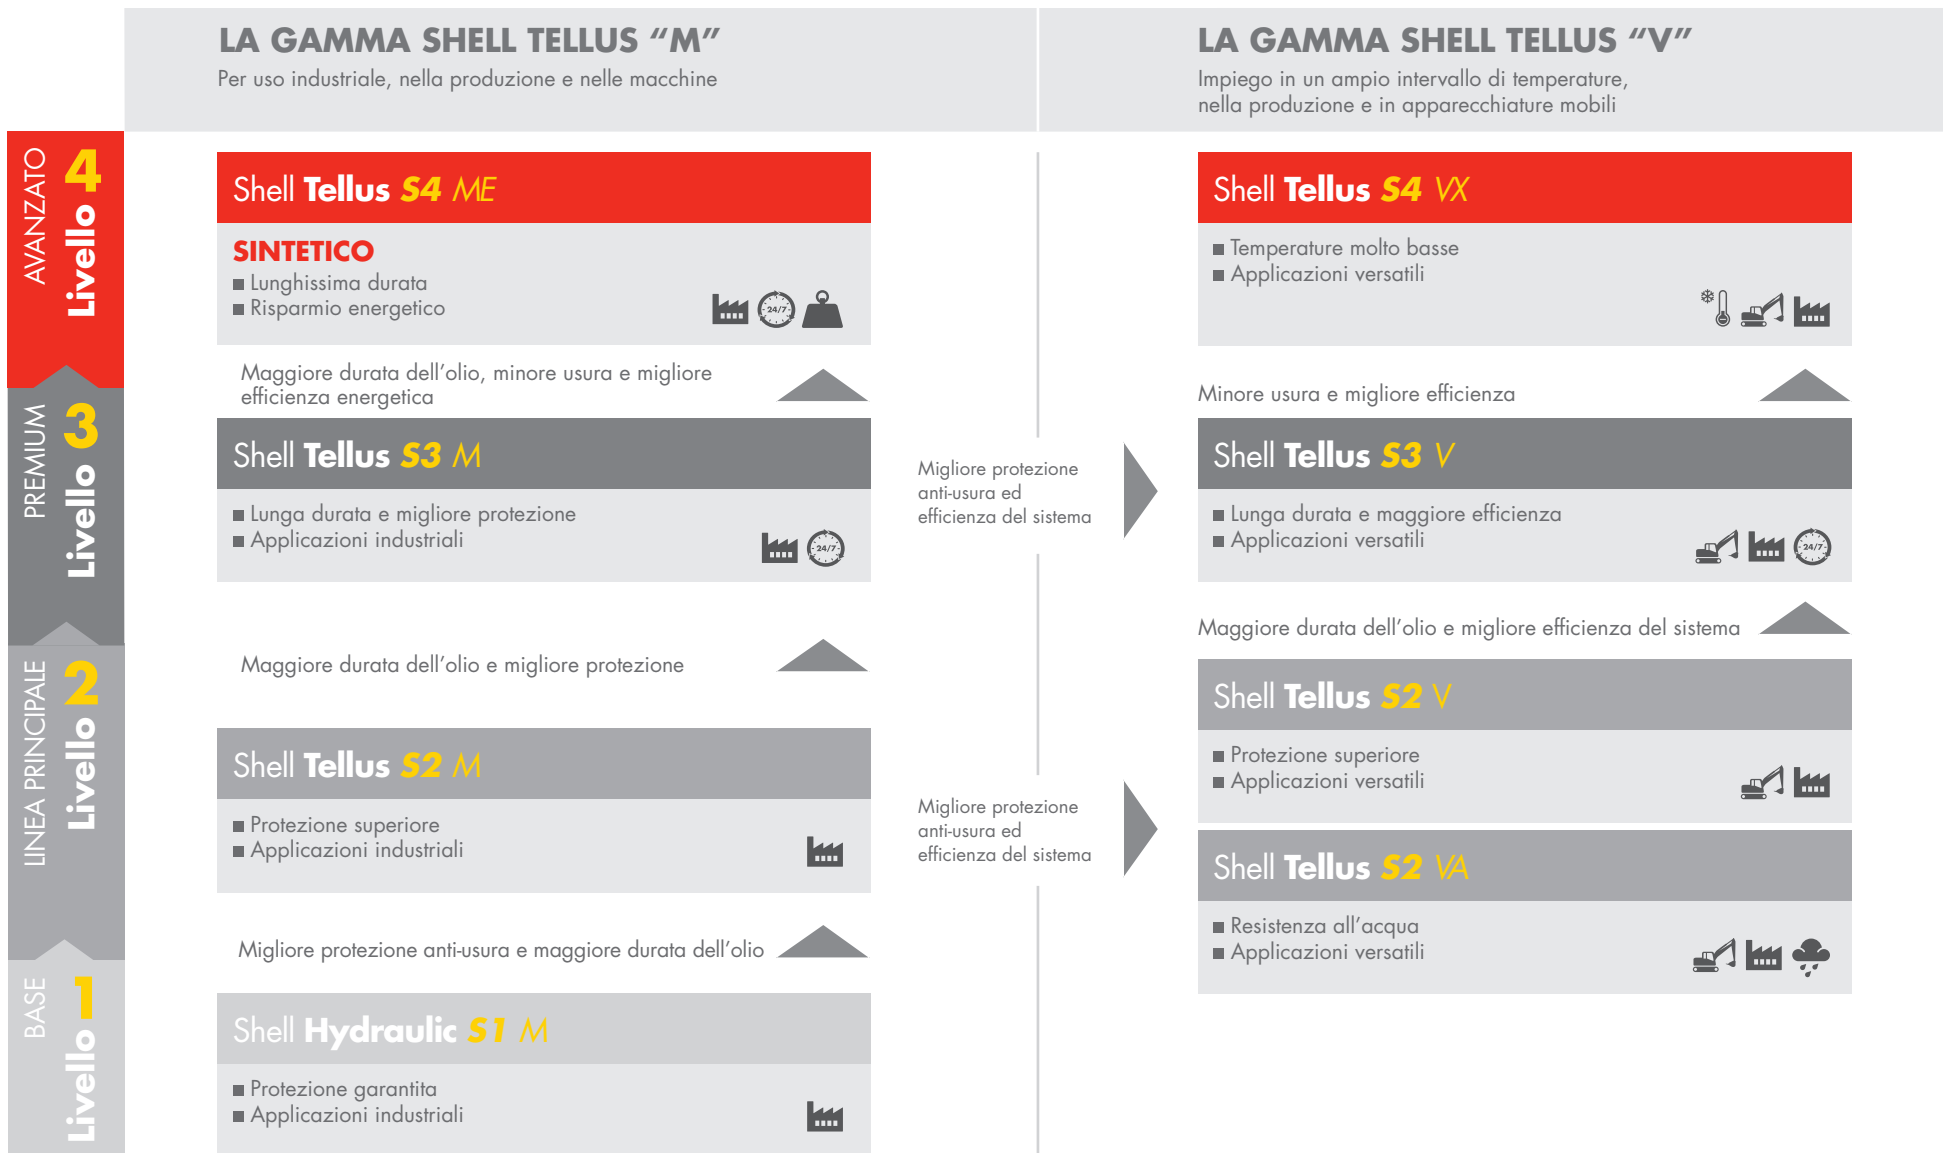 LA GAMMA SHELL TELLUS “M”
Per uso industriale, nella produzione e nelle macchine
LA GAMMA SHELL TELLUS “V”
Impiego in un ampio intervallo di temperature,
nella produzione e in apparecchiature mobili
AVANZATO
Livello 4
Shell Tellus S4 ME
SINTETICO
Lunghissima durata
Risparmio energetico
24/7
Maggiore durata dell’olio, minore usura e migliore
efficienza energetica
Shell Tellus S4 VX
Temperature molto basse
Applicazioni versatili
Minore usura e migliore efficienza
PREMIUM
Livello 3
Shell Tellus S3 M
Lunga durata e migliore protezione
Applicazioni industriali
24/7
Maggiore durata dell’olio e migliore protezione
Migliore protezione
anti-usura ed
efficienza del sistema
Shell Tellus S3 V
Lunga durata e maggiore efficienza
Applicazioni versatili
24/7
Maggiore durata dell’olio e migliore efficienza del sistema
LINEA PRINCIPALE
Livello 2
Shell Tellus S2 M
Protezione superiore
Applicazioni industriali
Migliore protezione anti-usura e maggiore durata dell’olio
Migliore protezione
anti-usura ed
efficienza del sistema
Shell Tellus S2 V
Protezione superiore
Applicazioni versatili
Shell Tellus S2 VA
Resistenza all’acqua
Applicazioni versatili
BASE
Livello 1
Shell Hydraulic S1 M
Protezione garantita
Applicazioni industriali